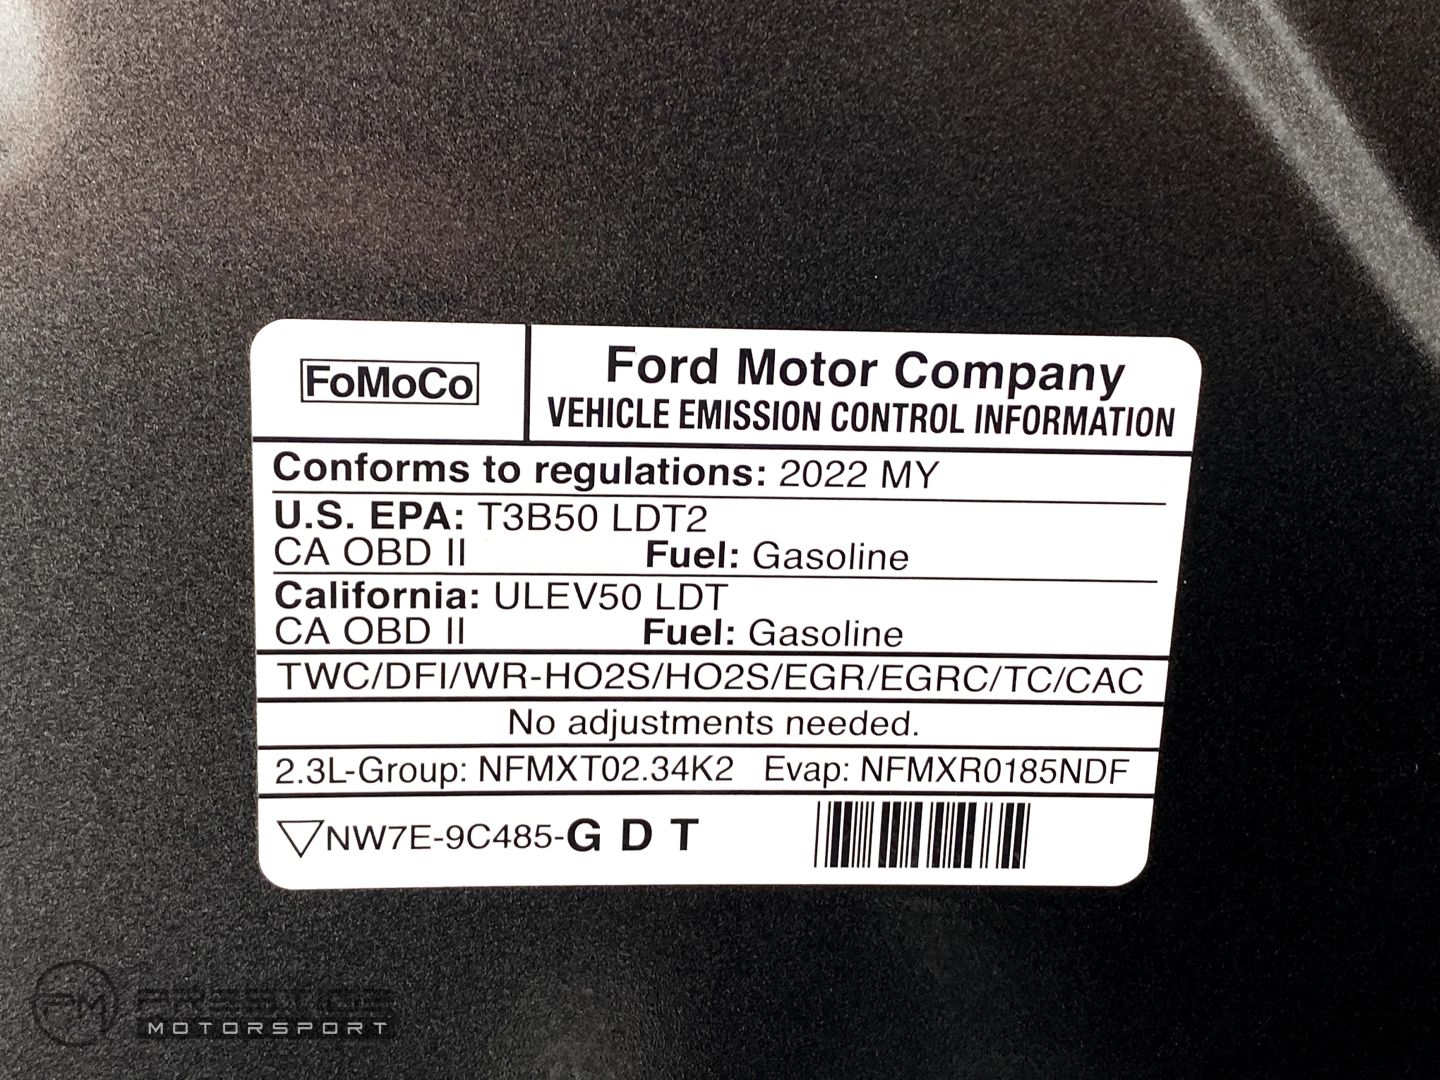 FoMoCo
Ford Motor Company
VEHICLE EMISSION CONTROL INFORMATION
Conforms to regulations: 2022 MY
U.S. EPA: T3B50 LDT2
CA OBD II Fuel: Gasoline
California: ULEV50 LDT
CA OBD II Fuel: Gasoline
TWC/DFI/WR-HO2S/HO2S/EGR/EGRC/TC/CAC
No adjustments needed.
2.3L-Group: NFMXT02.34K2 Evap: NFMXR0185NDF
NW7E-9C485-G D T
PM PRESTIGE
MOTORSPORT